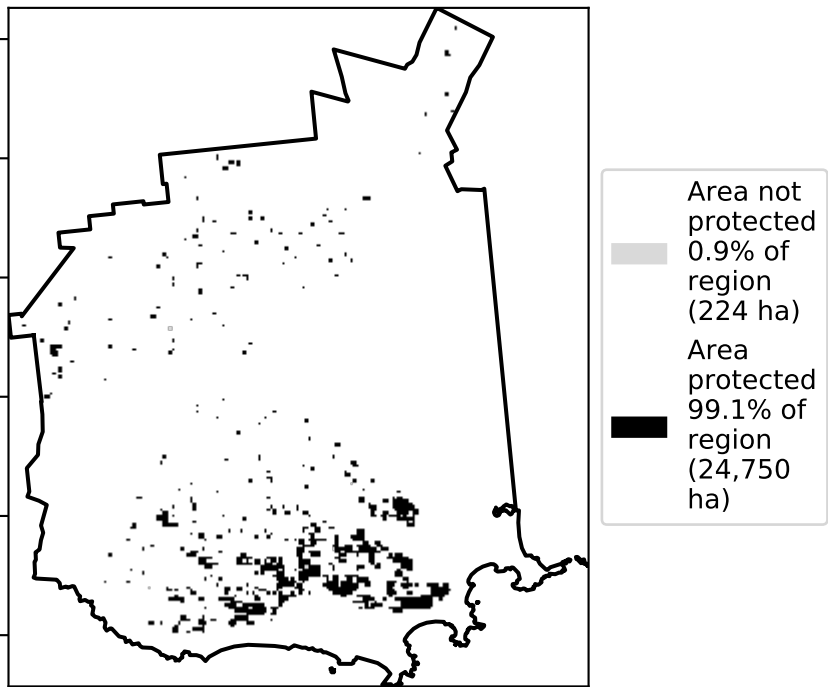 Area not
protected
0.9% of
region
(224 ha)
Area
protected
99.1% of
region
(24,750
ha)